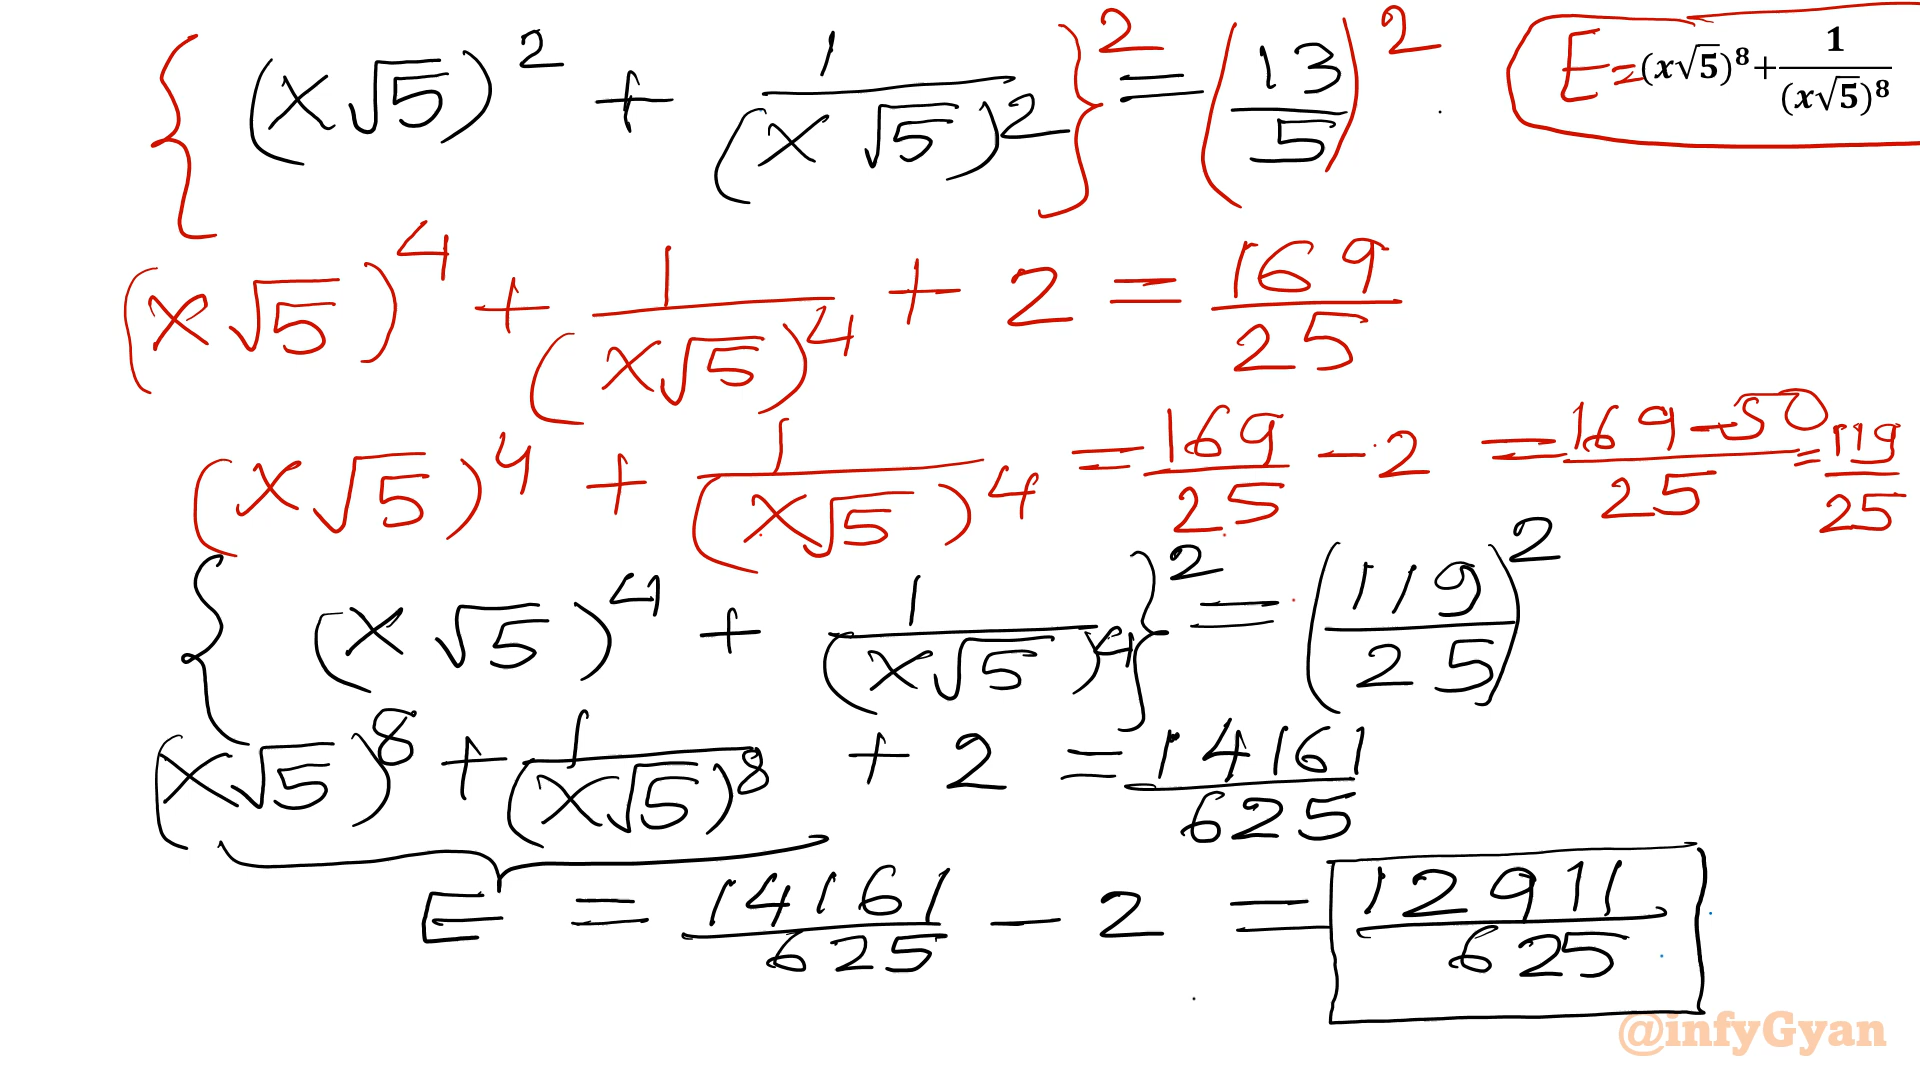 {(x√5)² + 1/(x√5)²}² = (13/5)²
E = (x√5)⁸ + 1/(x√5)⁸
(x√5)⁴ + 1/(x√5)⁴ + 2 = 169/25
(x√5)⁴ + 1/(x√5)⁴ = 169/25 - 2 = 169-50/25 = 119/25
{(x√5)⁴ + 1/(x√5)⁴}² = (119/25)²
(x√5)⁸ + 1/(x√5)⁸ + 2 = 14161/625
E = 14161/625 - 2 = 12911/625
@infyGyan